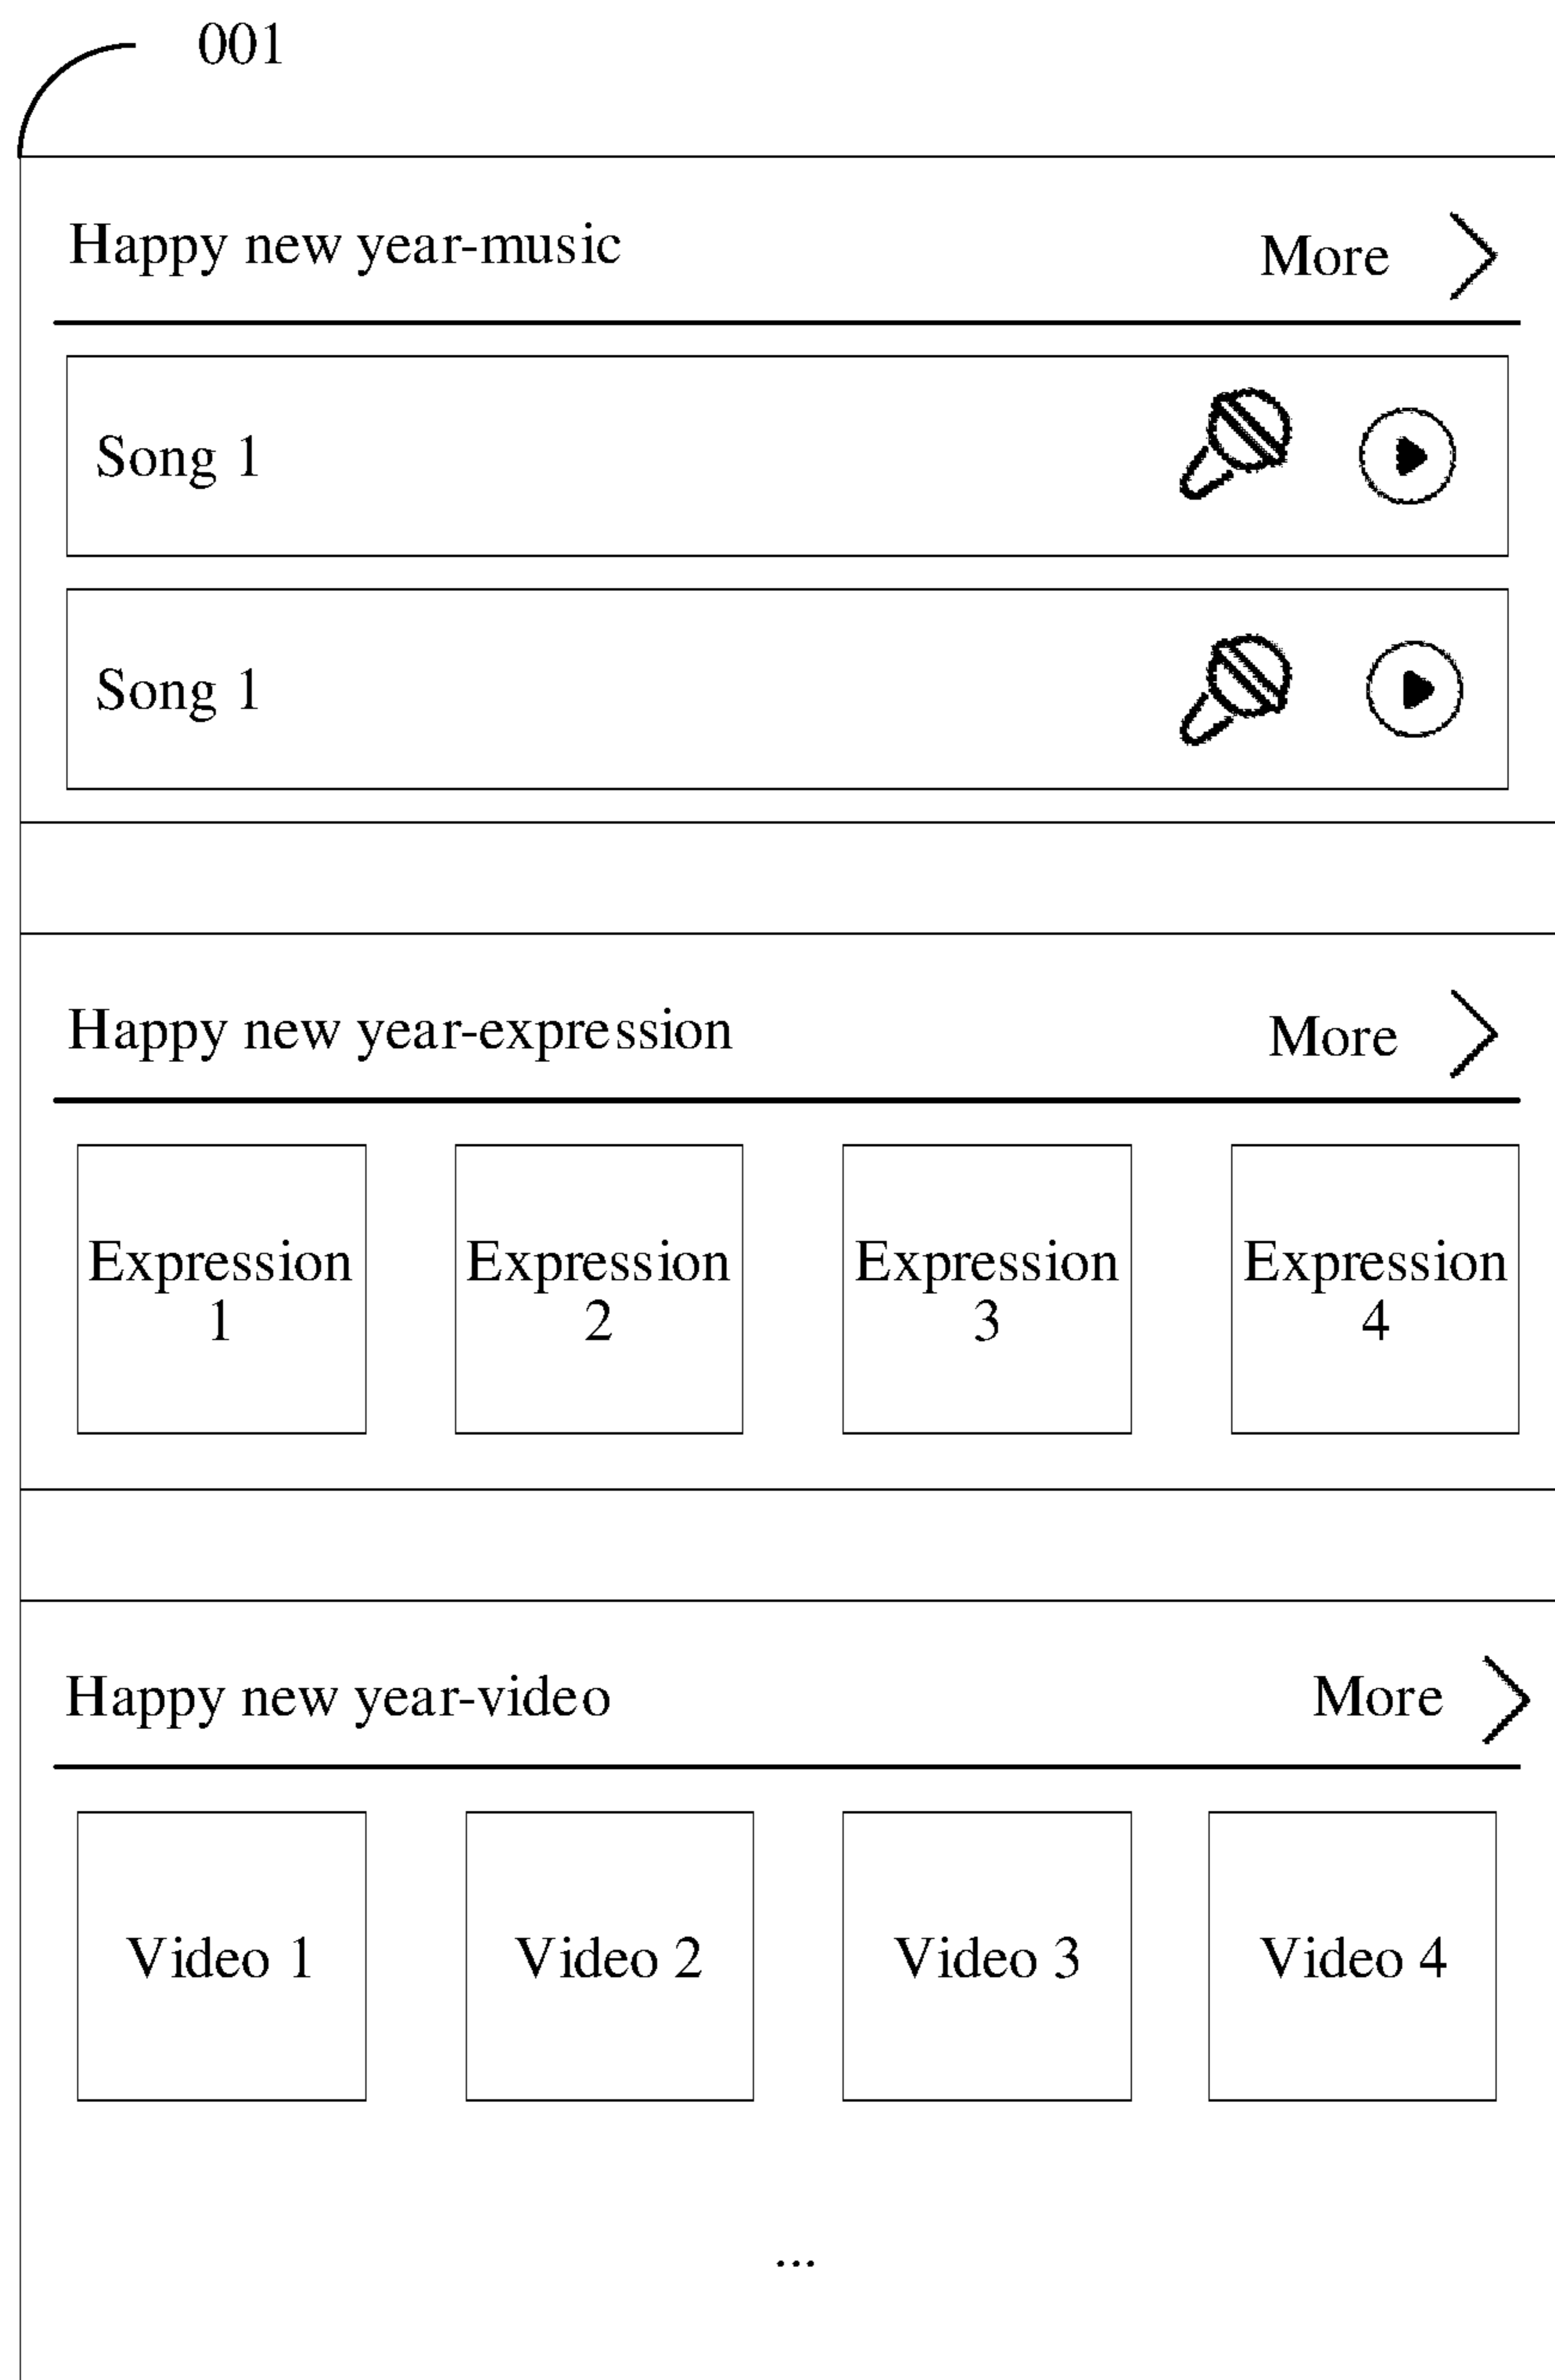 001
Happy new year-music
More
Song 1
Song 1
Happy new year-expression
More
Expression
1
Expression
2
Expression
3
Expression
4
Happy new year-video
More
Video 1
Video 2
Video 3
Video 4
...